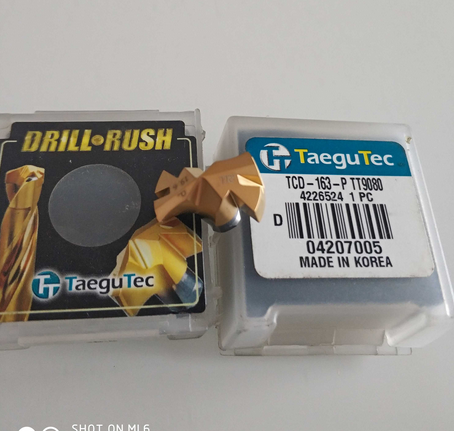 DRILL•RUSH
TaeguTec
TaeguTec
TCD-163-P TT9080
4226524 1 PC
D
04207005
MADE IN KOREA
SHOT ON MI 6